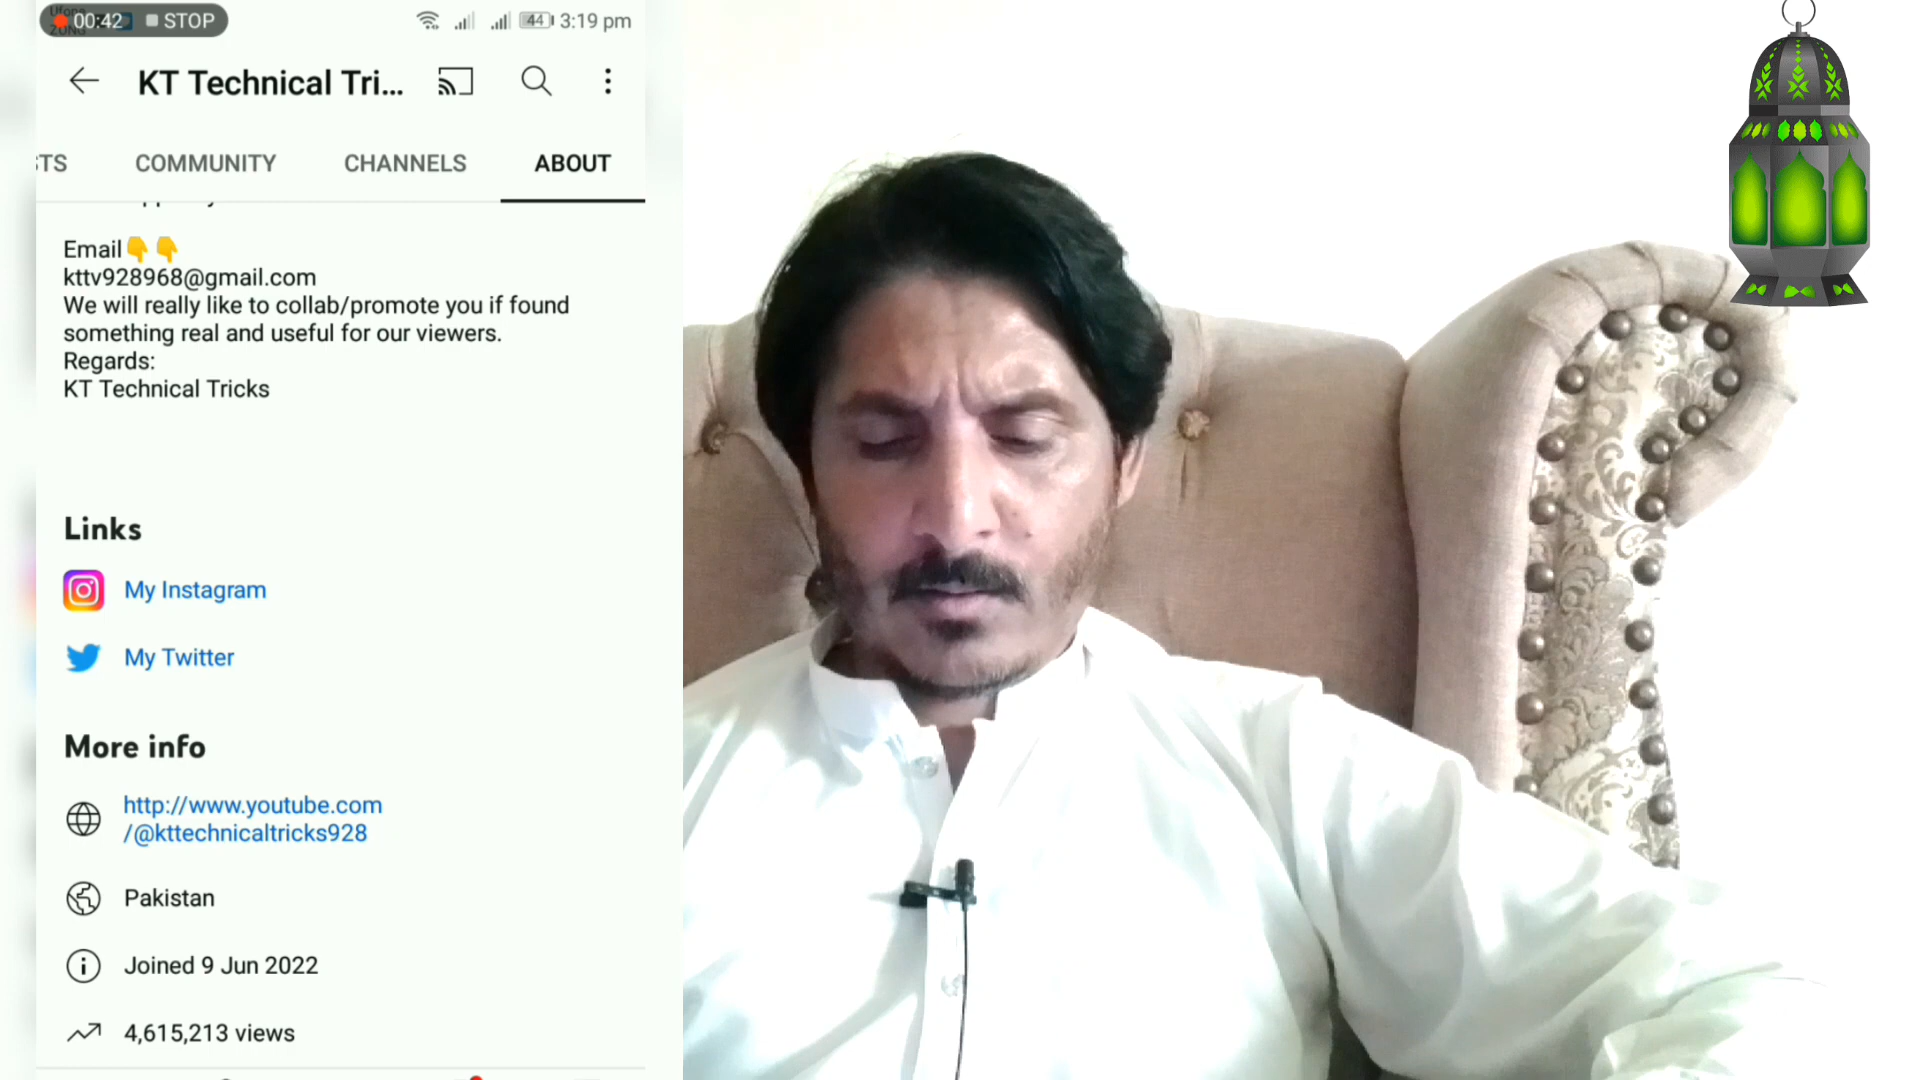 00:42 STOP
44 3:19 pm
KT Technical Tri...
STS COMMUNITY CHANNELS ABOUT
Email👇👇
kttv928968@gmail.com
We will really like to collab/promote you if found
something real and useful for our viewers.
Regards:
KT Technical Tricks
Links
My Instagram
My Twitter
More info
http://www.youtube.com
/@kttechnicaltricks928
Pakistan
Joined 9 Jun 2022
4,615,213 views